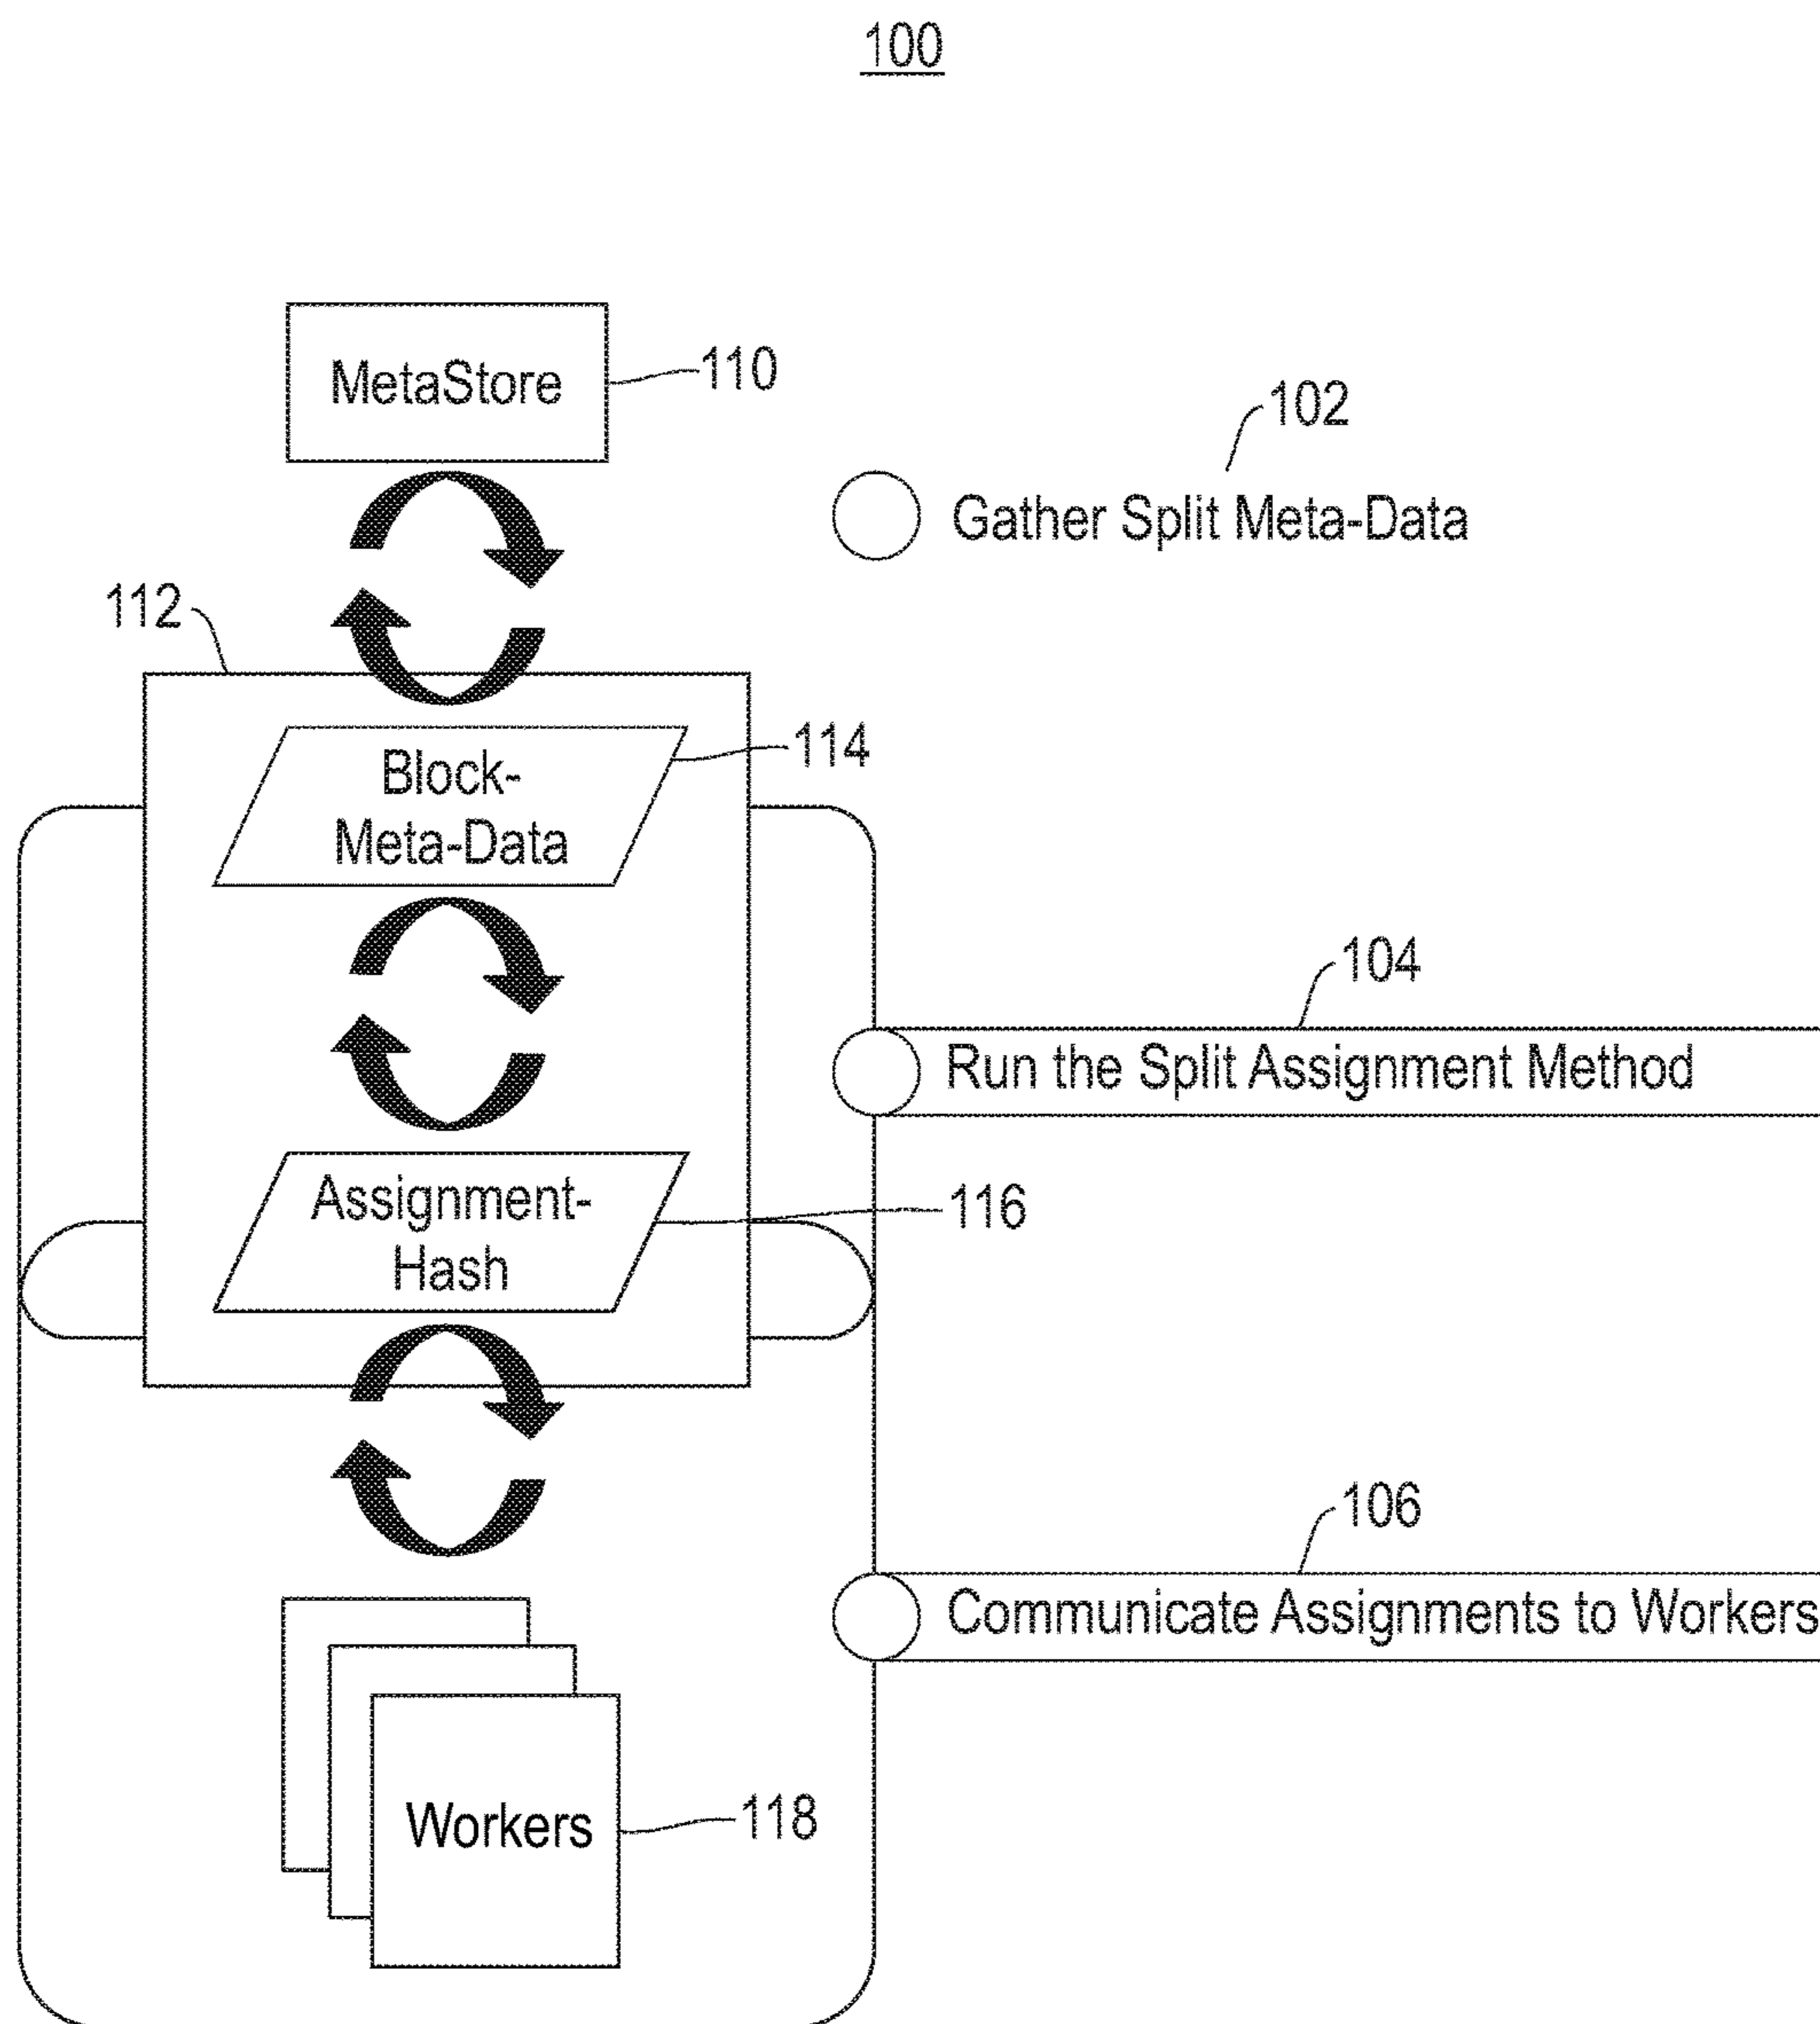 100
MetaStore
110
102
Gather Split Meta-Data
112
Block-
Meta-Data
114
104
Run the Split Assignment Method
Assignment-
Hash
116
106
Communicate Assignments to Workers
Workers
118